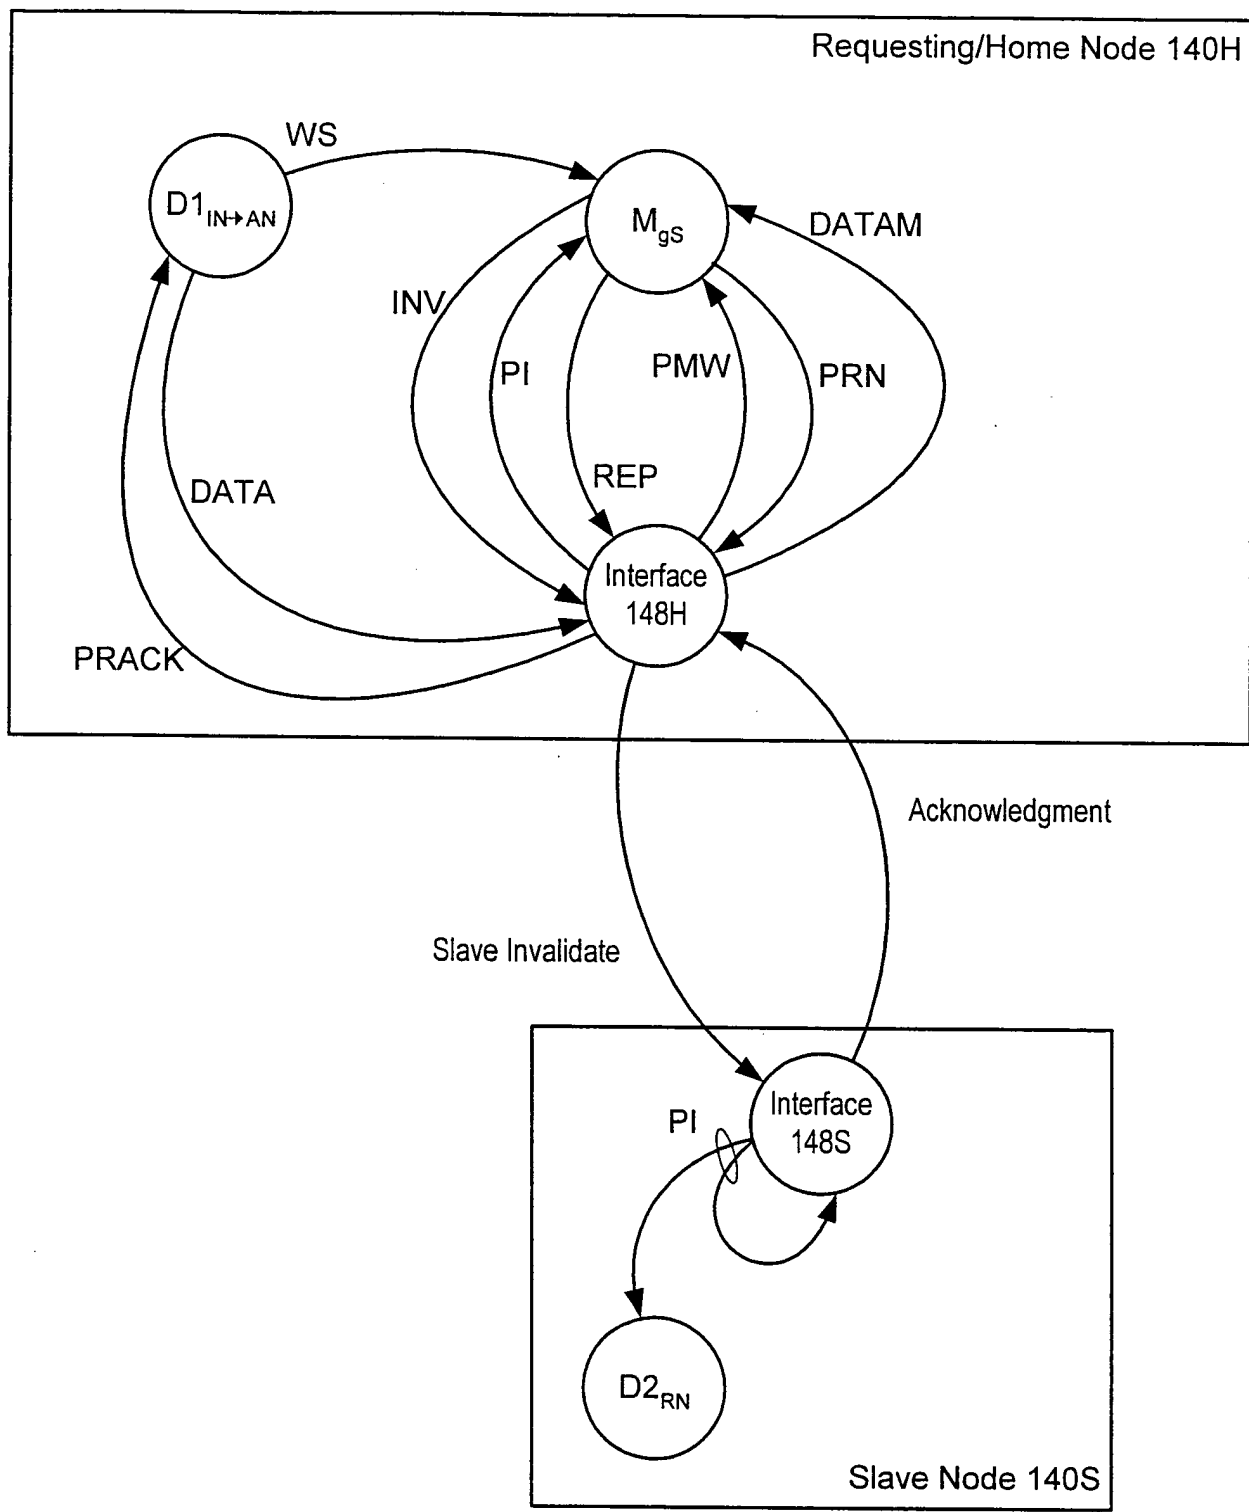 Requesting/Home Node 140H
WS
D1IN→AN
MgS
DATAM
INV
PI
PMW
PRN
REP
DATA
Interface
148H
PRACK
Acknowledgment
Slave Invalidate
Interface
148S
PI
D2RN
Slave Node 140S